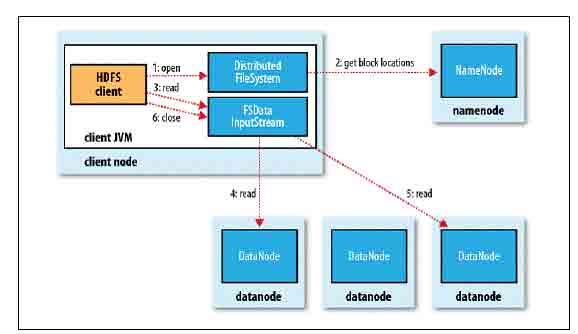 HDFS
client
1: open
3: read
6: close
Distributed
FileSystem
FSData
InputStream
client JVM
client node
2: get block locations
NameNode
namenode
4: read
5: read
DataNode
datanode
DataNode
datanode
DataNode
datanode